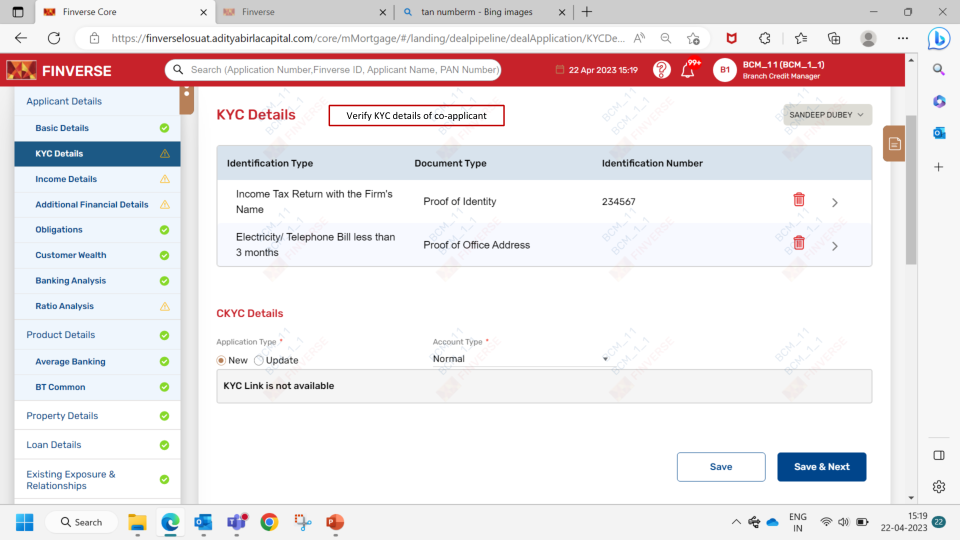 Finverse Core
Finverse
tan numberm - Bing images
https://finverselosuat.adityabirlacapital.com/core/mMortgage/#/landing/dealpipeline/dealApplication/KYCDe...
FINVERSE
Search (Application Number,Finverse ID, Applicant Name, PAN Number)
22 Apr 2023 15:19
99+
B1
BCM_11 (BCM_1_1)
Branch Credit Manager
Applicant Details
Basic Details
KYC Details
Income Details
Additional Financial Details
Obligations
Customer Wealth
Banking Analysis
Ratio Analysis
Product Details
Average Banking
BT Common
Property Details
Loan Details
Existing Exposure &
Relationships
KYC Details
Verify KYC details of co-applicant
SANDEEP DUBEY
Identification Type Document Type Identification Number
Income Tax Return with the Firm's
Name
Proof of Identity
234567
Electricity/ Telephone Bill less than
3 months
Proof of Office Address
CKYC Details
Application Type *
New Update
Account Type *
Normal
KYC Link is not available
Save
Save & Next
BCM_11
BCM_1_1
FINVERSE
Search
ENG
IN
15:19
22-04-2023
22